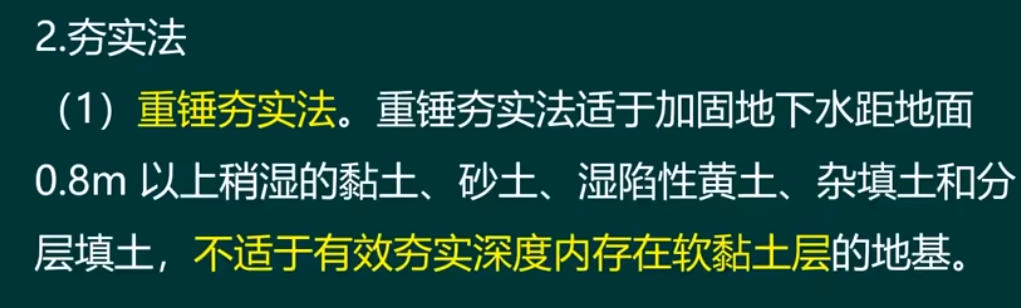 2.夯实法
（1）重锤夯实法。重锤夯实法适于加固地下水距地面
0.8m 以上稍湿的黏土、砂土、湿陷性黄土、杂填土和分
层填土，不适于有效夯实深度内存在软黏土层的地基。